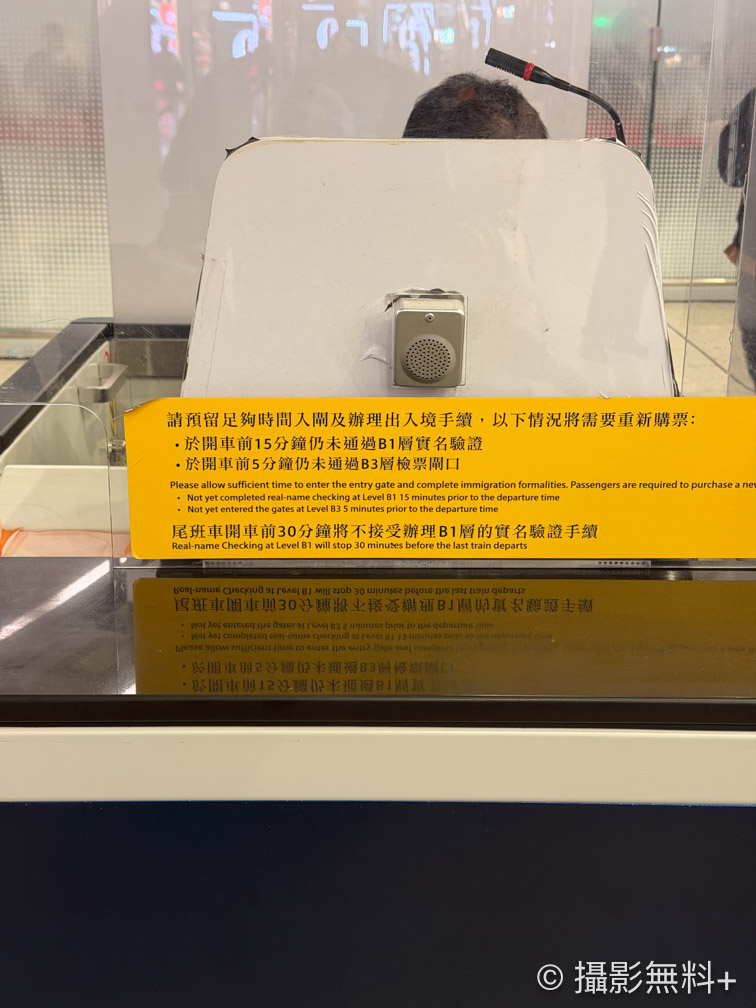 請預留足夠時間入閘及辦理出入境手續，以下情況將需要重新購票：
•於開車前15分鐘仍未通過B1層實名驗證
•於開車前5分鐘仍未通過B3層檢票閘口
Please allow sufficient time to enter the entry gate and complete immigration formalities. Passengers are required to purchase a new
• Not yet completed real-name checking at Level B1 15 minutes prior to the departure time
• Not yet entered the gates at Level B3 5 minutes prior to the departure time
尾班車開車前30分鐘將不接受辦理B1層的實名驗證手續
Real-name Checking at Level B1 will stop 30 minutes before the last train departs
© 攝影無料+